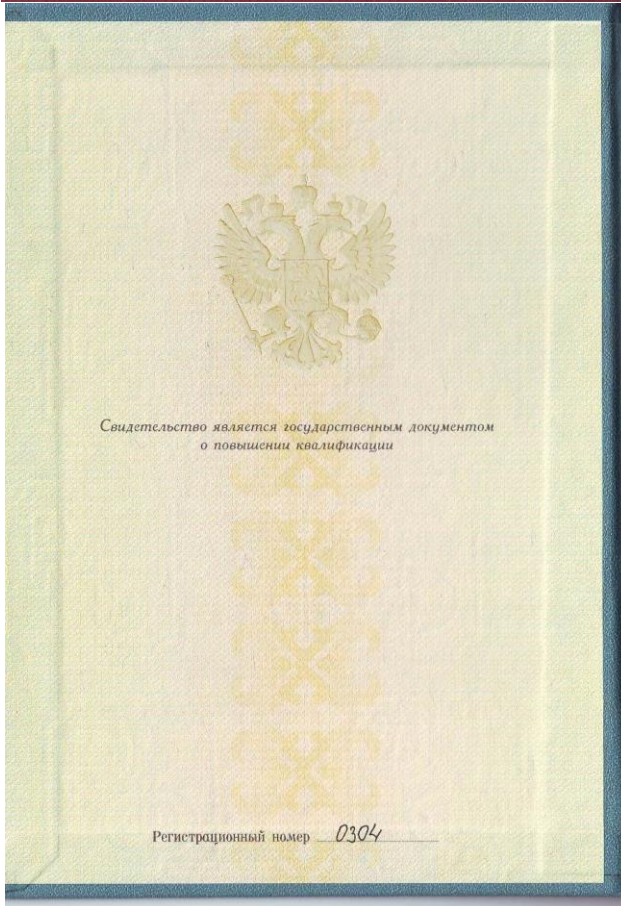 Свидетельство является государственным документом
о повышении квалификации
Регистрационный номер 0304